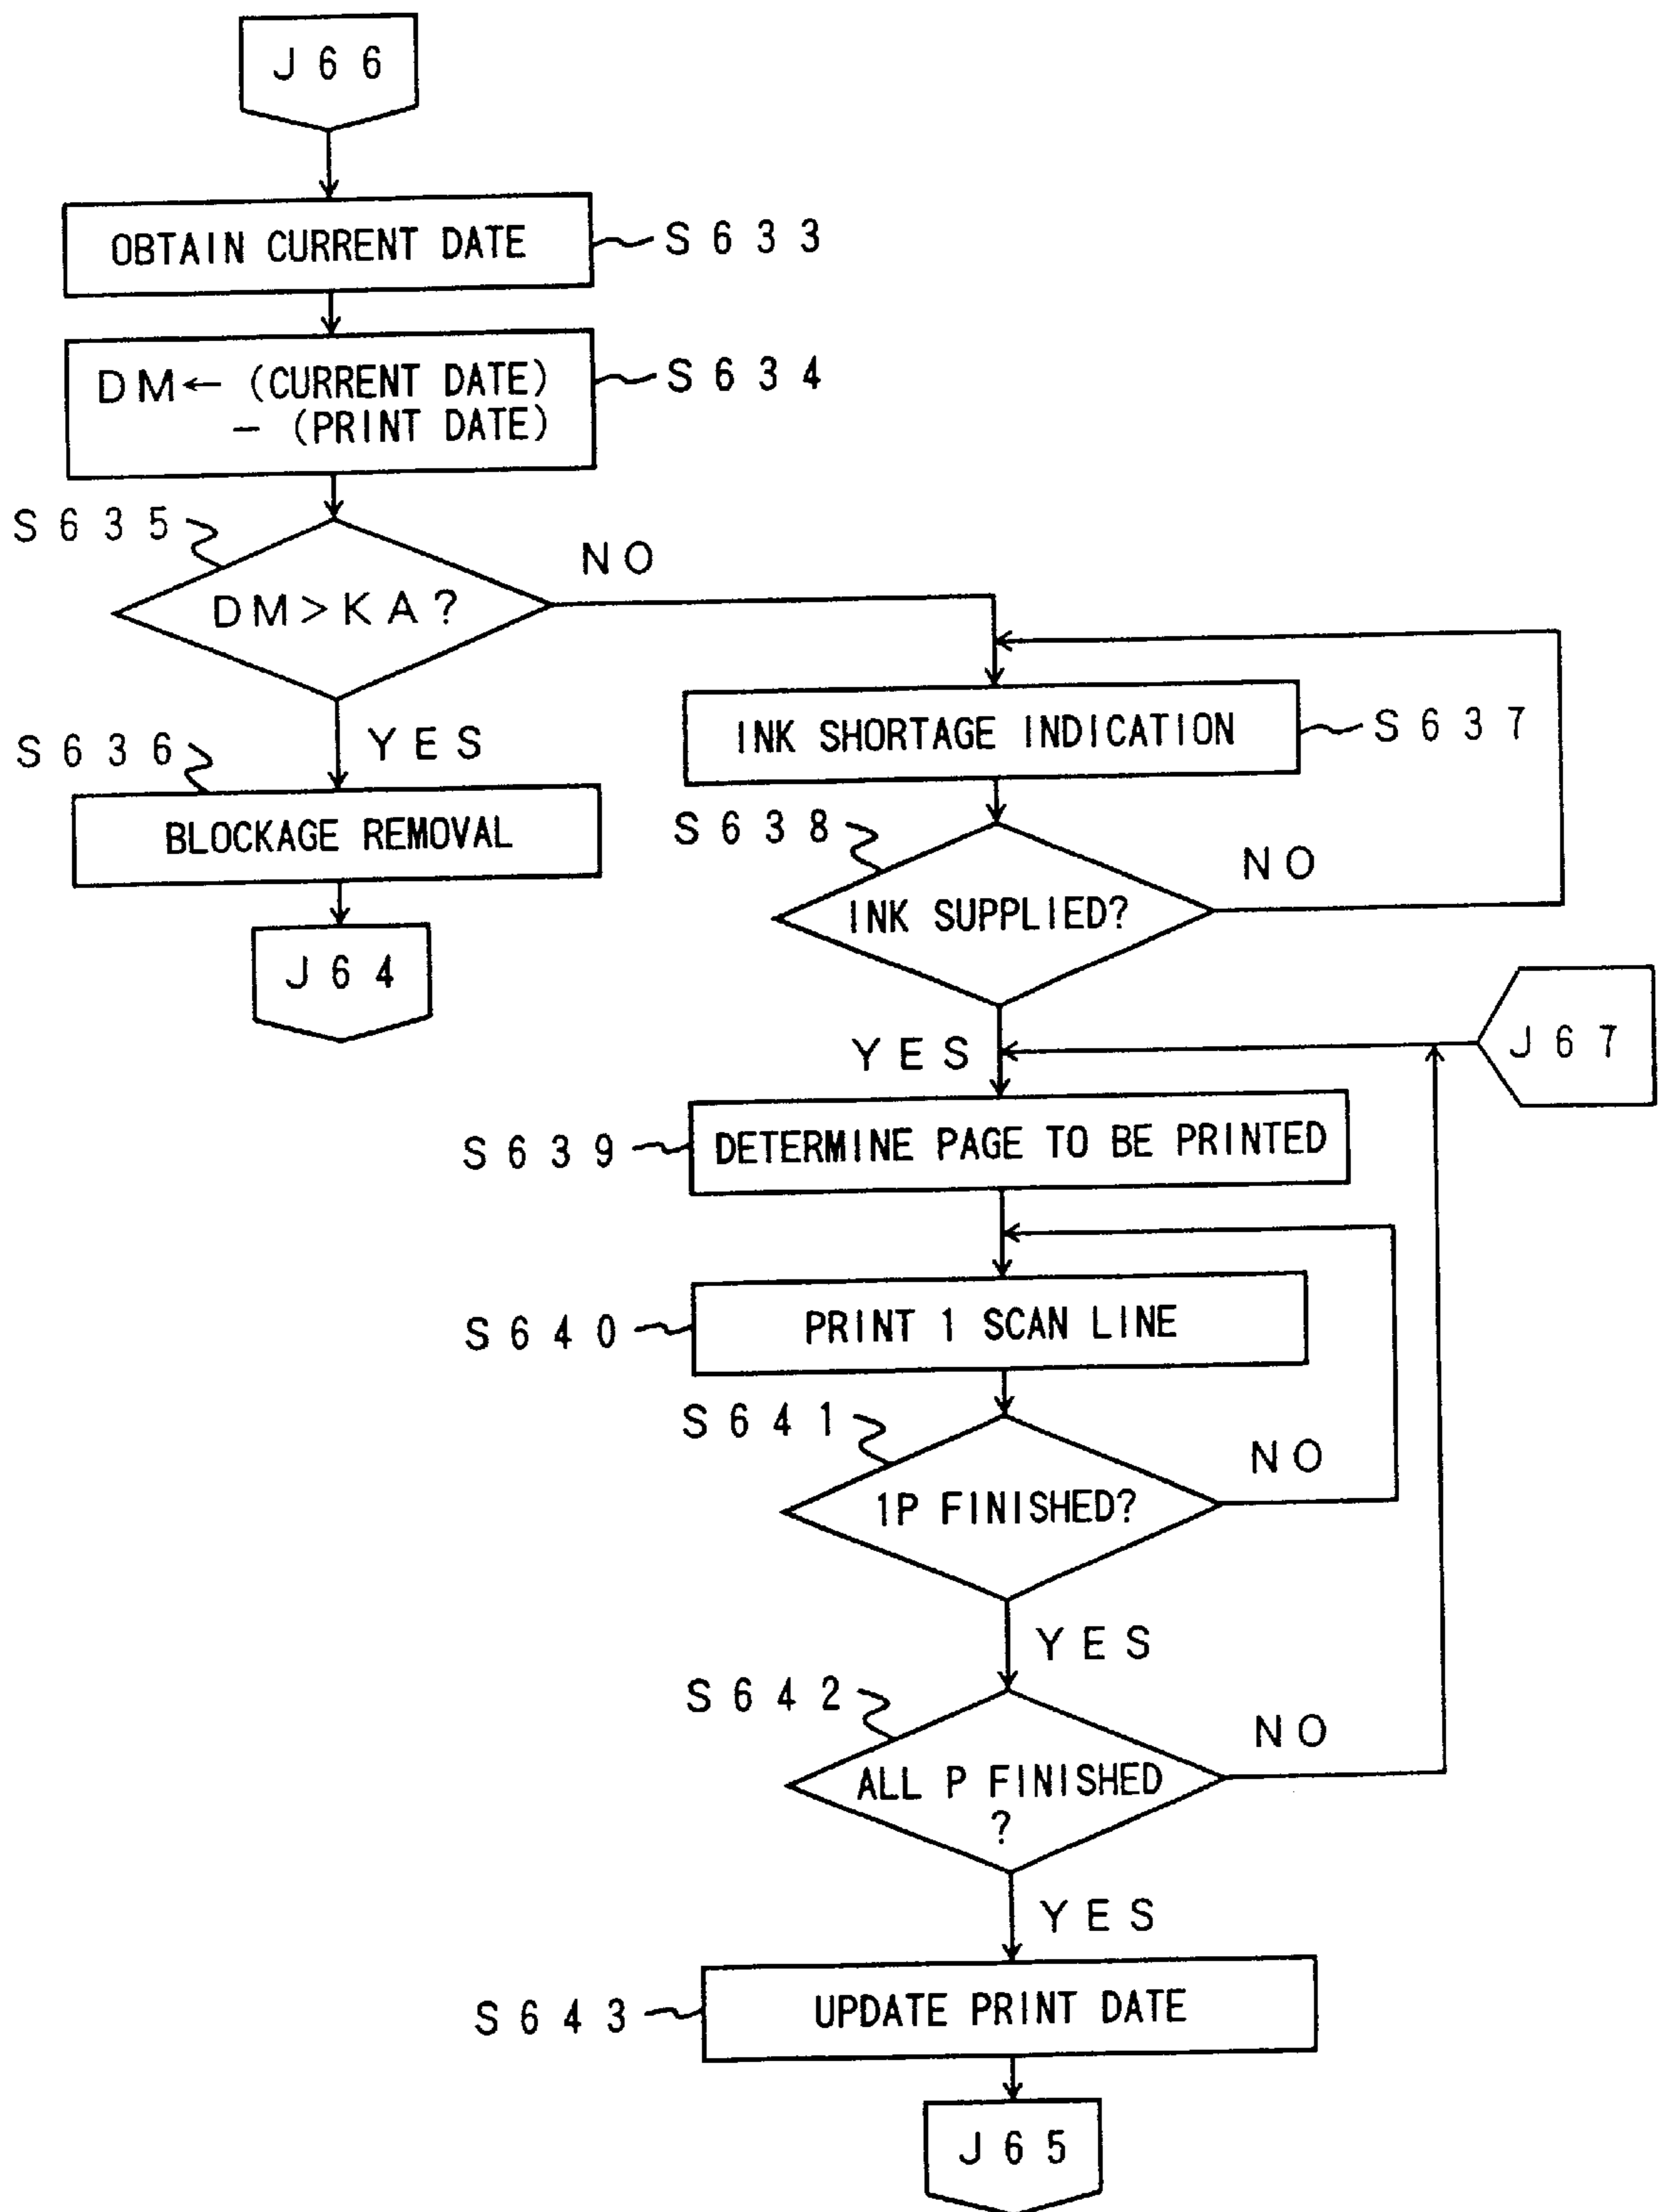 J66
OBTAIN CURRENT DATE
S633
DM← (CURRENT DATE)
− (PRINT DATE)
S634
S635
DM>KA?
NO
YES
S636
BLOCKAGE REMOVAL
J64
INK SHORTAGE INDICATION
S637
S638
INK SUPPLIED?
NO
YES
J67
S639
DETERMINE PAGE TO BE PRINTED
S640
PRINT 1 SCAN LINE
S641
1P FINISHED?
NO
YES
S642
ALL P FINISHED
?
NO
YES
S643
UPDATE PRINT DATE
J65